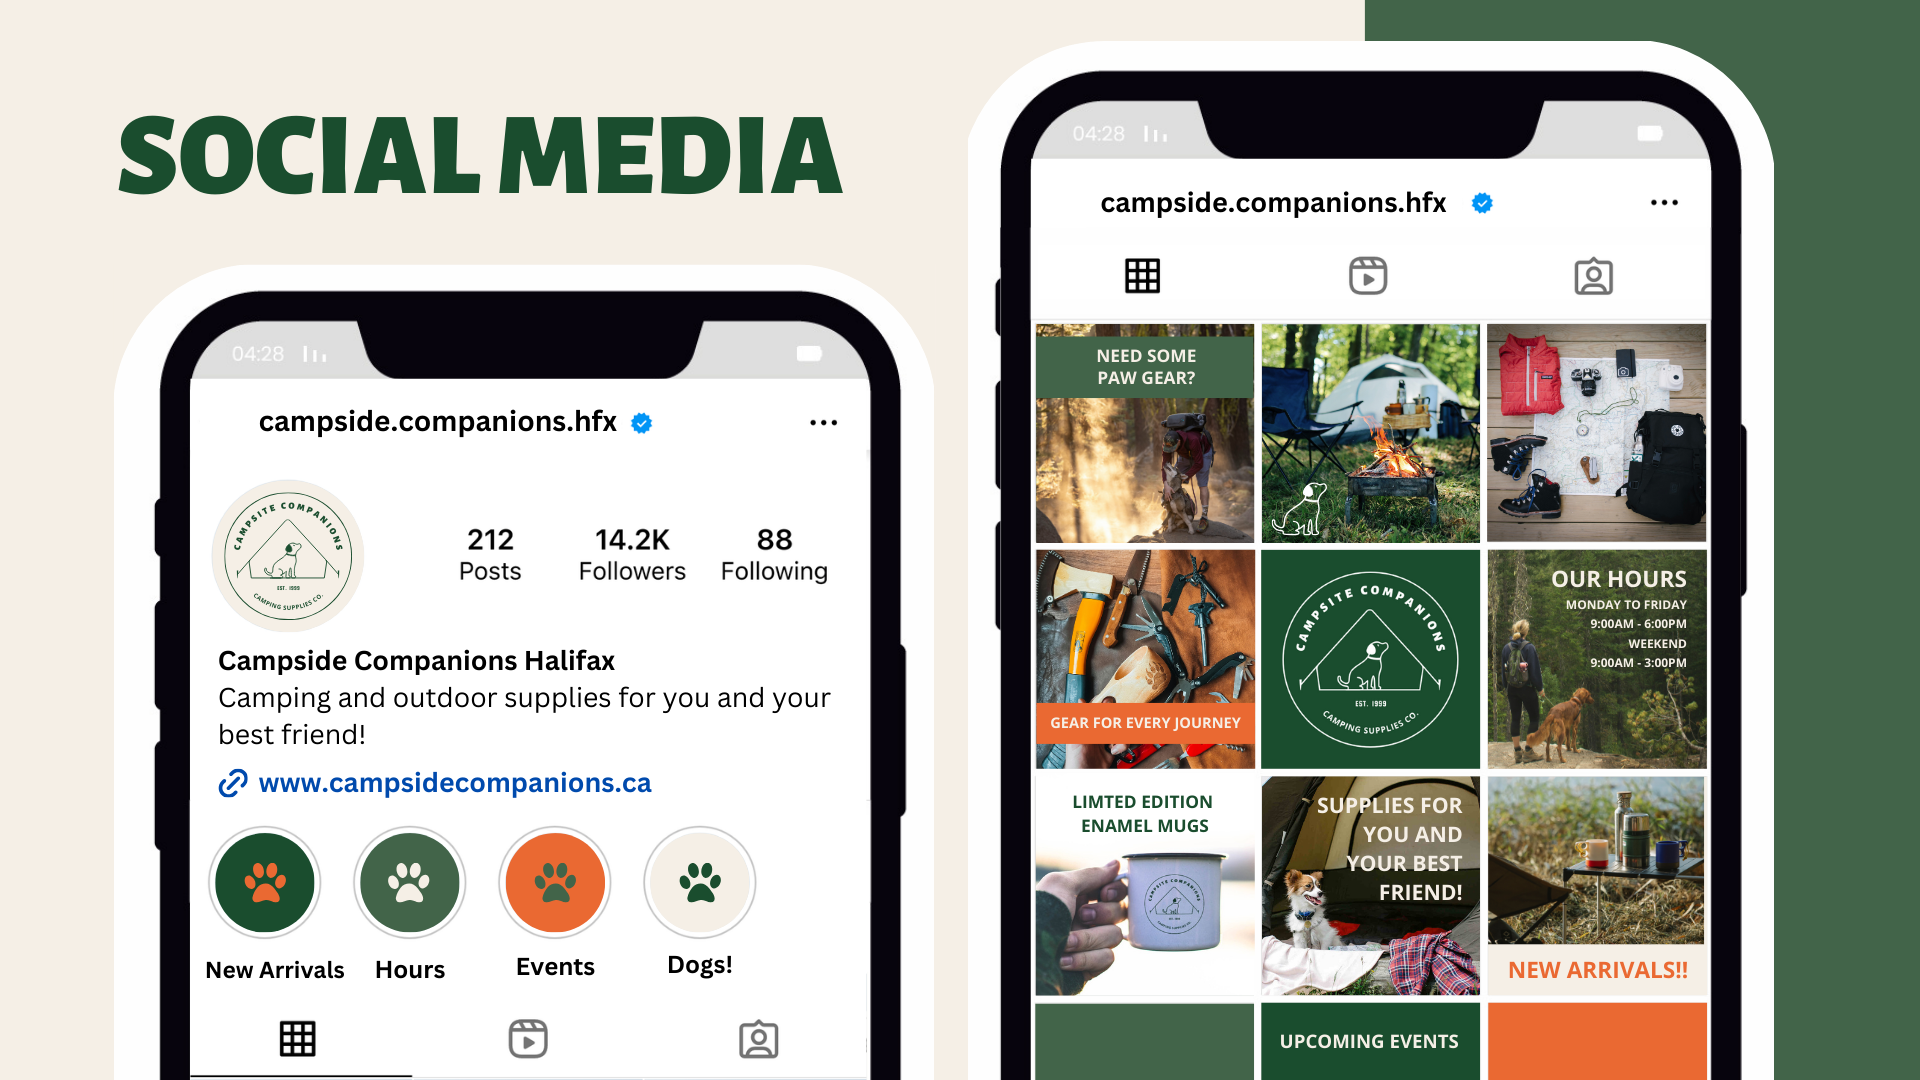 SOCIAL MEDIA
04:28
campside.companions.hfx
CAMPSITE COMPANIONS
EST. 1999
CAMPING SUPPLIES CO.
212
Posts
14.2K
Followers
88
Following
Campside Companions Halifax
Camping and outdoor supplies for you and your
best friend!
www.campsidecompanions.ca
New Arrivals
Hours
Events
Dogs!
04:28
campside.companions.hfx
NEED SOME
PAW GEAR?
GEAR FOR EVERY JOURNEY
CAMPSITE COMPANIONS
EST. 1999
CAMPING SUPPLIES CO.
OUR HOURS
MONDAY TO FRIDAY
9:00AM - 6:00PM
WEEKEND
9:00AM - 3:00PM
LIMTED EDITION
ENAMEL MUGS
CAMPSITE COMPANIONS
SUPPLIES FOR
YOU AND
YOUR BEST
FRIEND!
NEW ARRIVALS!!
UPCOMING EVENTS